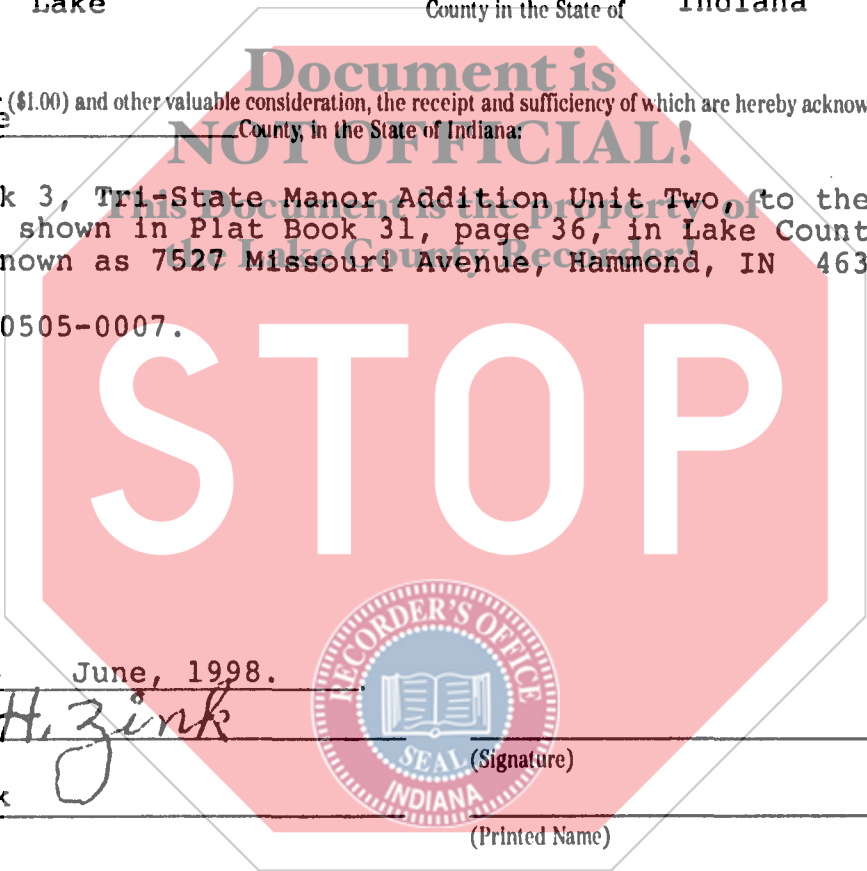 Lake County in the State of Indiana
Document is
($1.00) and other valuable consideration, the receipt and sufficiency of which are hereby acknow
County, in the State of Indiana:
NOT OFFICIAL!
k 3, Tri-State Manor Addition Unit Two, to the
This Document is the property of
shown in Plat Book 31, page 36, in Lake Count
the Lake County Recorder!
nown as 7527 Missouri Avenue, Hammond, IN 463
0505-0007.
STOP
RECORDER'S OFFICE
SEAL
INDIANA
June, 1998.
H. Zink
(Signature)
k
(Printed Name)